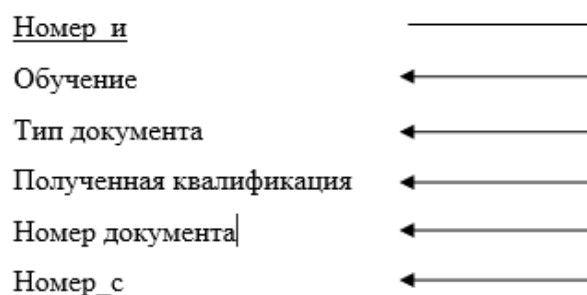 Номер_и
Обучение
Тип документа
Полученная квалификация
Номер документа
Номер_с